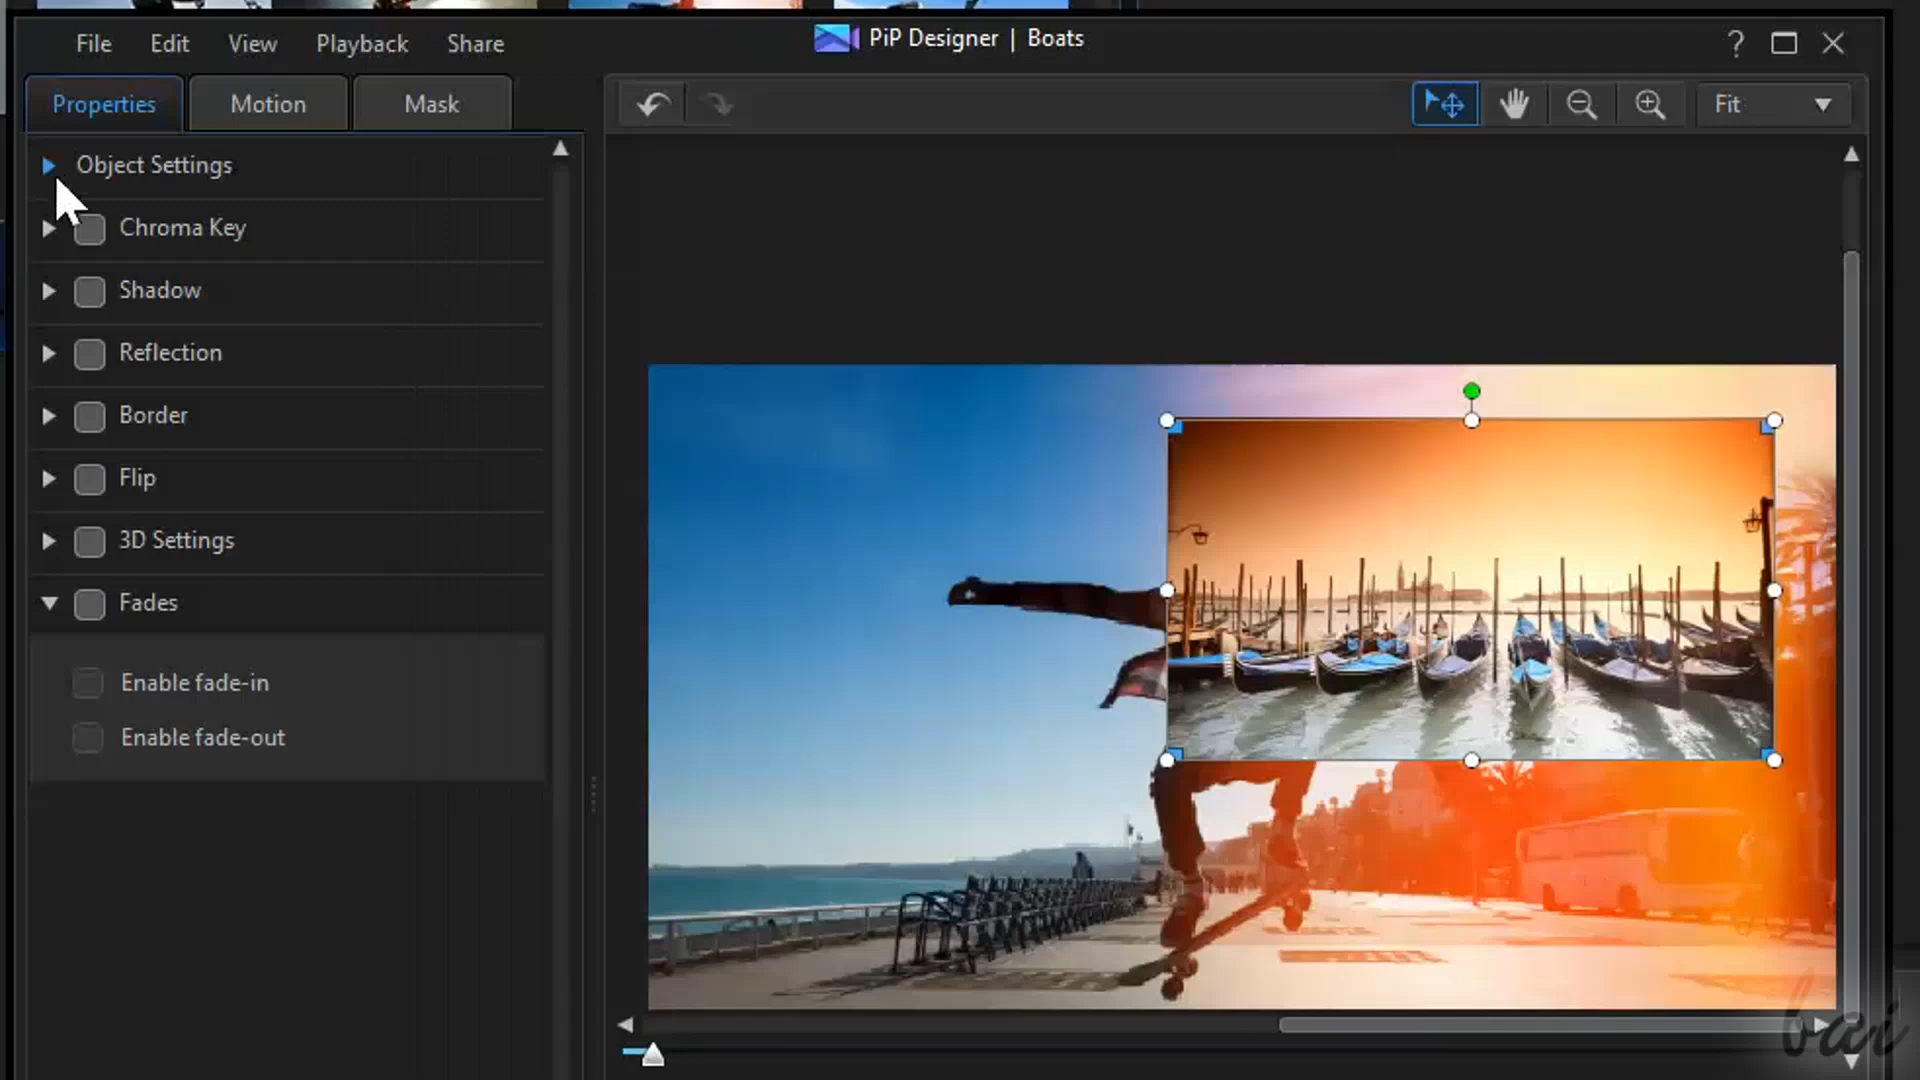 PiP Designer | Boats
File Edit View Playback Share
?
Properties Motion Mask
Fit
Object Settings
Chroma Key
Shadow
Reflection
Border
Flip
3D Settings
Fades
Enable fade-in
Enable fade-out
bai